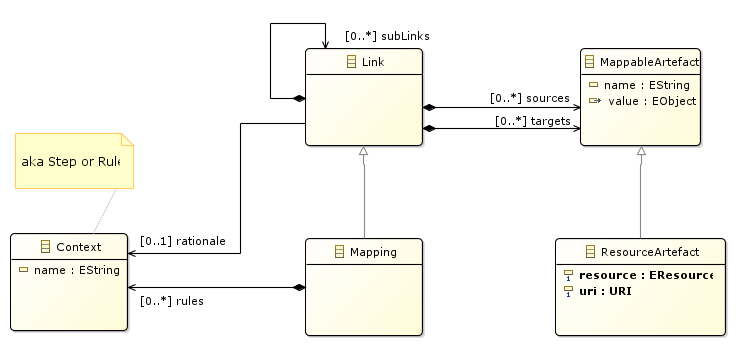 [0..*] subLinks
Link
MappableArtefact
name : EString
value : EObject
[0..*] sources
[0..*] targets
aka Step or Rule
[0..1] rationale
Context
name : EString
[0..*] rules
Mapping
ResourceArtefact
resource : EResource
uri : URI